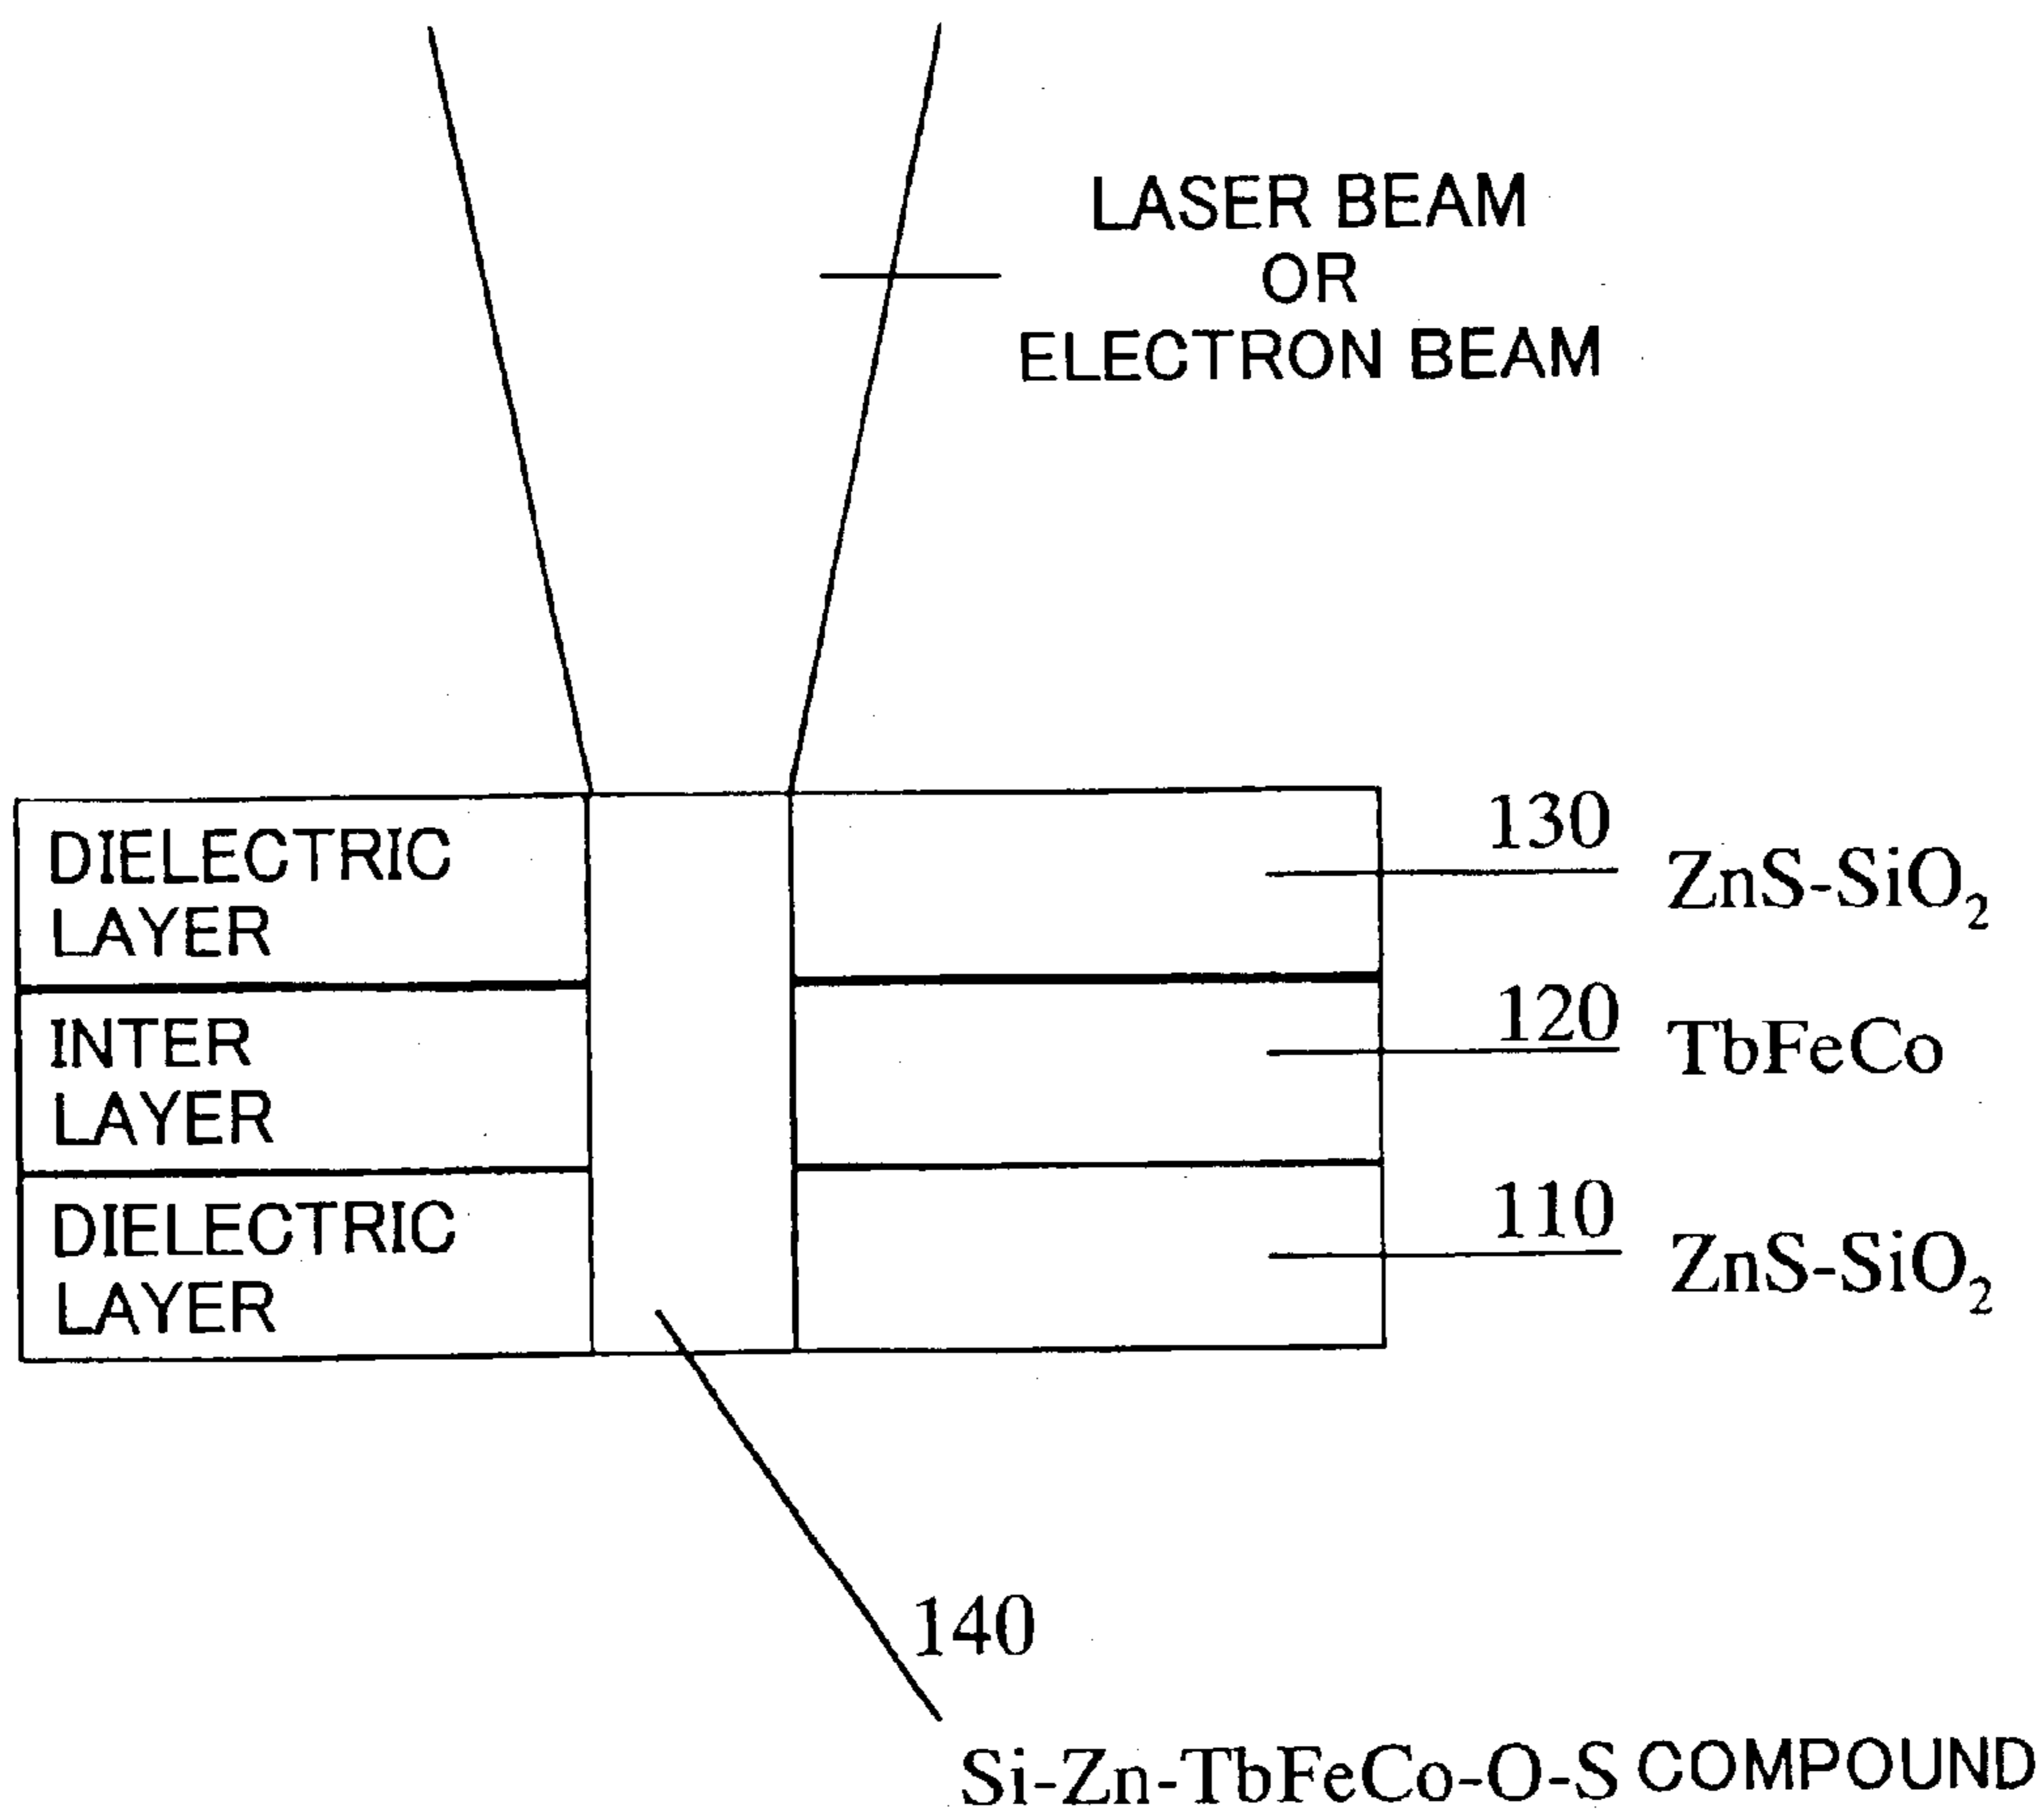 LASER BEAM
OR
ELECTRON BEAM
DIELECTRIC
LAYER
130
ZnS-SiO₂
INTER
LAYER
120
TbFeCo
DIELECTRIC
LAYER
110
ZnS-SiO₂
140
Si-Zn-TbFeCo-O-S COMPOUND